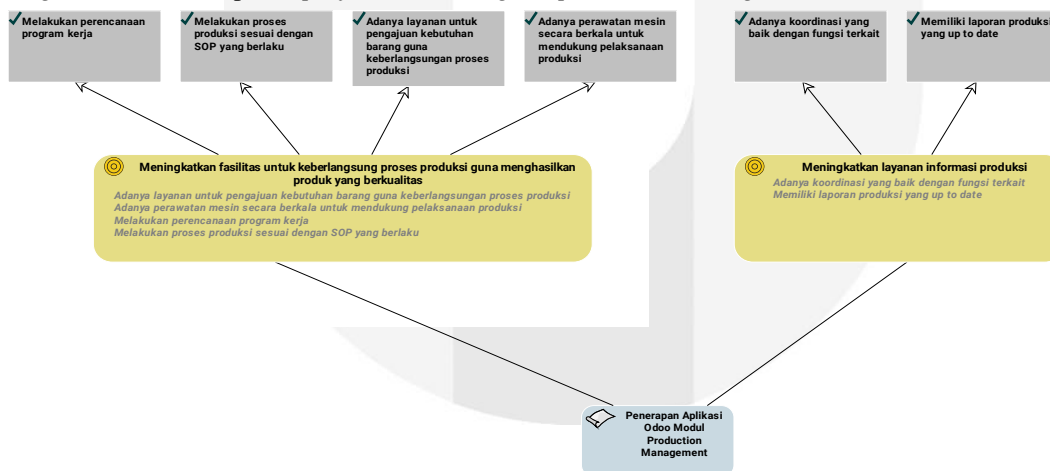 Melakukan perencanaan
program kerja
Melakukan proses
produksi sesuai dengan
SOP yang berlaku
Adanya layanan untuk
pengajuan kebutuhan
barang guna
keberlangsungan proses
produksi
Adanya perawatan mesin
secara berkala untuk
mendukung pelaksanaan
produksi
Adanya koordinasi yang
baik dengan fungsi terkait
Memiliki laporan produksi
yang up to date
Meningkatkan fasilitas untuk keberlangsung proses produksi guna menghasilkan
produk yang berkualitas
Adanya layanan untuk pengajuan kebutuhan barang guna keberlangsungan proses produksi
Adanya perawatan mesin secara berkala untuk mendukung pelaksanaan produksi
Melakukan perencanaan program kerja
Melakukan proses produksi sesuai dengan SOP yang berlaku
Meningkatkan layanan informasi produksi
Adanya koordinasi yang baik dengan fungsi terkait
Memiliki laporan produksi yang up to date
Penerapan Aplikasi
Odoo Modul
Production
Management